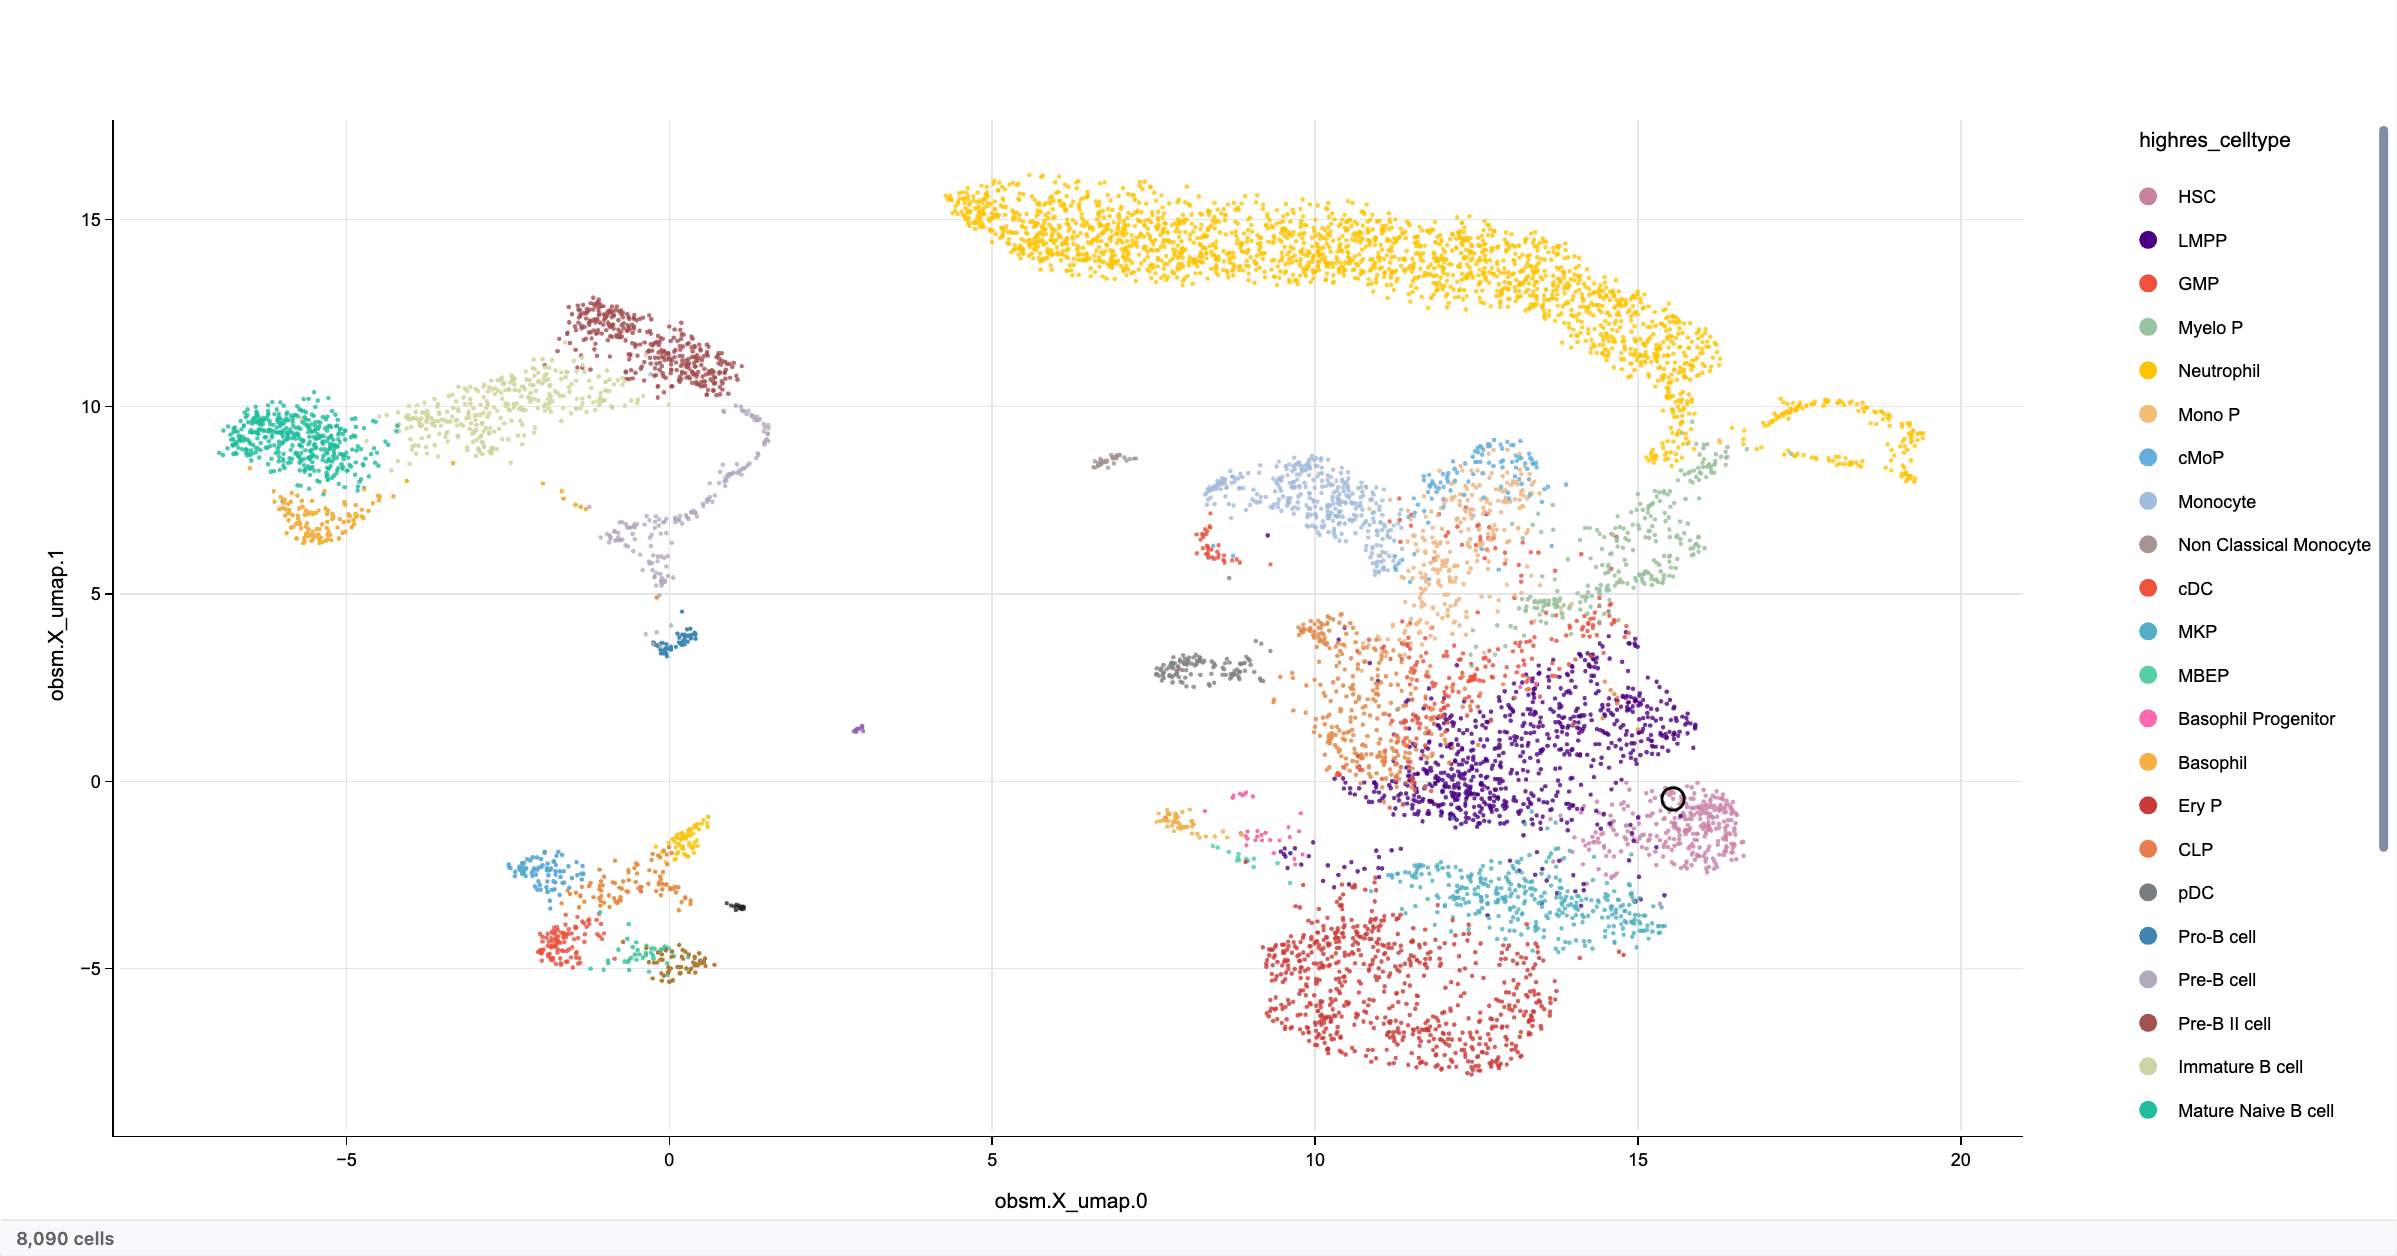 highres_celltype
HSC
LMPP
GMP
Myelo P
Neutrophil
Mono P
cMoP
Monocyte
Non Classical Monocyte
cDC
MKP
MBEP
Basophil Progenitor
Basophil
Ery P
CLP
pDC
Pro-B cell
Pre-B cell
Pre-B II cell
Immature B cell
Mature Naive B cell
15
10
5
0
−5
obsm.X_umap.1
−5 0 5 10 15 20
obsm.X_umap.0
8,090 cells